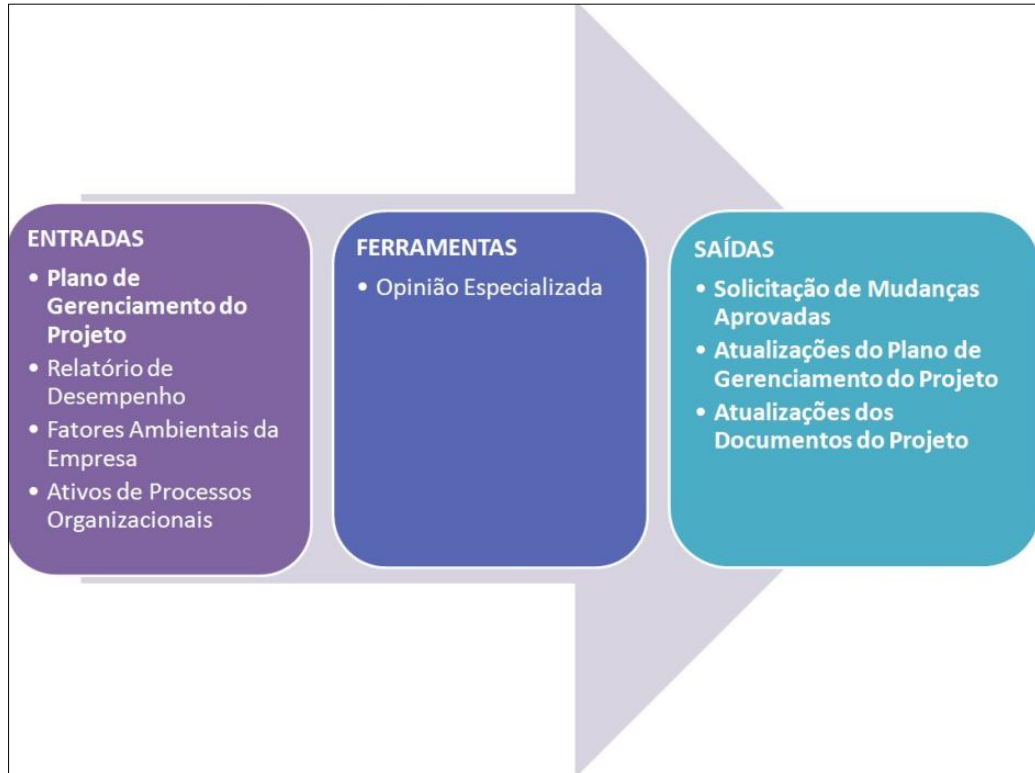 ENTRADAS
• Plano de
Gerenciamento do
Projeto
• Relatório de
Desempenho
• Fatores Ambientais da
Empresa
• Ativos de Processos
Organizacionais
FERRAMENTAS
• Opinião Especializada
SAÍDAS
• Solicitação de Mudanças
Aprovadas
• Atualizações do Plano de
Gerenciamento do Projeto
• Atualizações dos
Documentos do Projeto